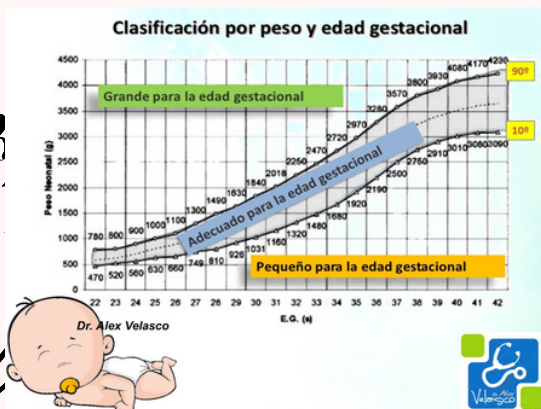 Clasificación por peso y edad gestacional
4500
4000
3500
3000
2500
2000
1500
1000
500
0
Peso Neonatal (g)
Grande para la edad gestacional
Adecuado para la edad gestacional
Pequeño para la edad gestacional
90º
10º
780 800 900 1000 1100 1300 1490 1630 1840 2018 2250 2470 2720 2970 3280 3570 3800 3930 4080 4170 4230
470 520 560 630 660 749 810 926 1031 1160 1320 1480 1680 1920 2190 2500 2760 2910 3010 3080 3090
22 23 24 25 26 27 28 29 30 31 32 33 34 35 36 37 38 39 40 41 42
E.G. (s)
Dr. Alex Velasco
Dr. Alex
Velasco